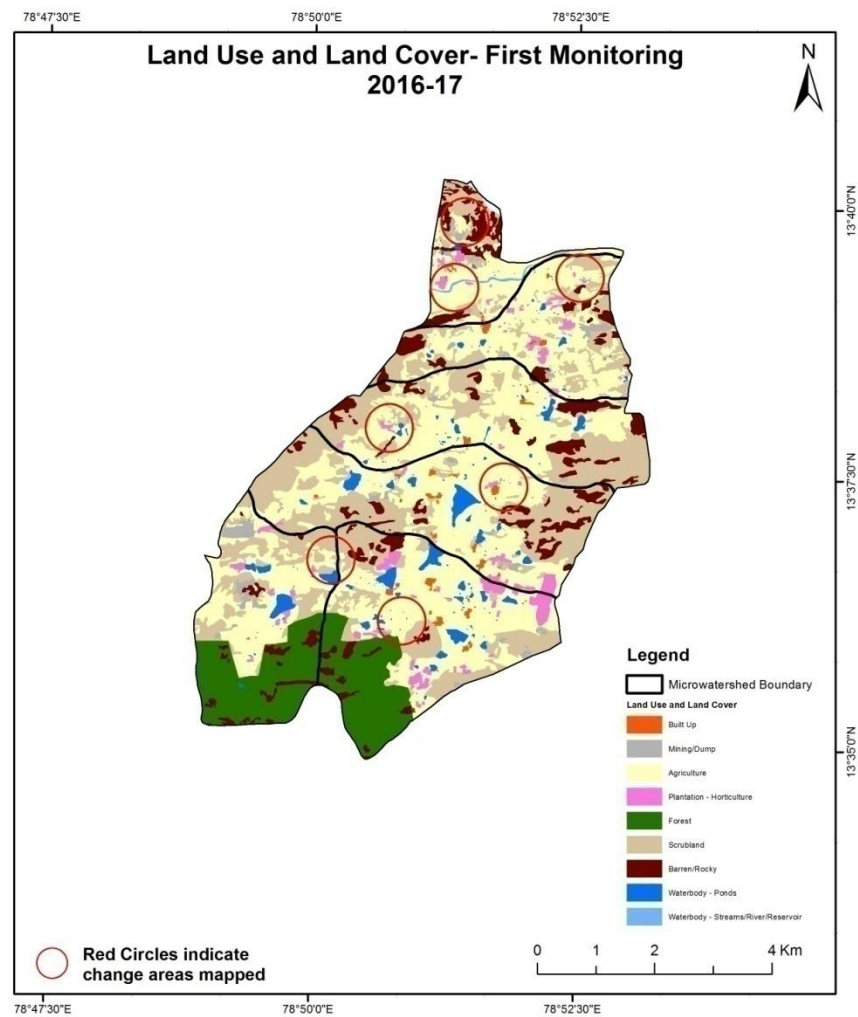 78°47'30"E
78°50'0"E
78°52'30"E
Land Use and Land Cover- First Monitoring
2016-17
N
13°40'0"N
13°37'30"N
13°35'0"N
Legend
Microwatershed Boundary
Land Use and Land Cover
Built Up
Mining/Dump
Agriculture
Plantation - Horticulture
Forest
Scrubland
Barren/Rocky
Waterbody - Ponds
Waterbody - Streams/River/Reservoir
Red Circles indicate
change areas mapped
0 1 2 4 Km
78°47'30"E
78°50'0"E
78°52'30"E